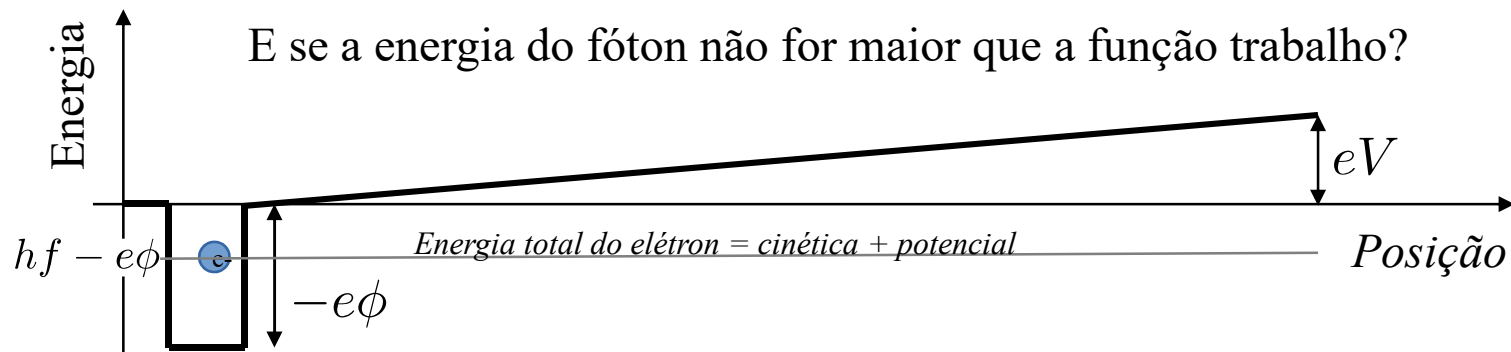 E se a energia do fóton não for maior que a função trabalho?
Energia
eV
hf − eϕ
e-
Energia total do elétron = cinética + potencial
Posição
−eϕ